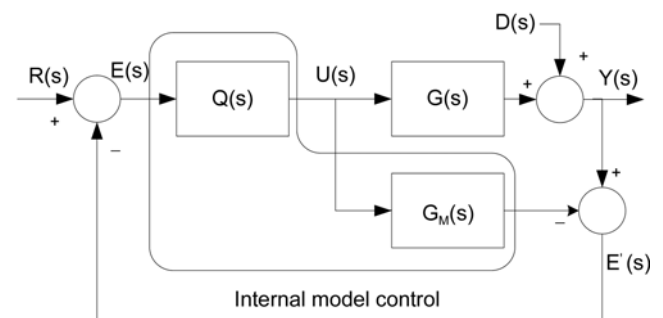 D(s)
R(s)
E(s)
Q(s)
U(s)
G(s)
Y(s)
+
+
+
−
+
−
G_M(s)
−
E'(s)
Internal model control